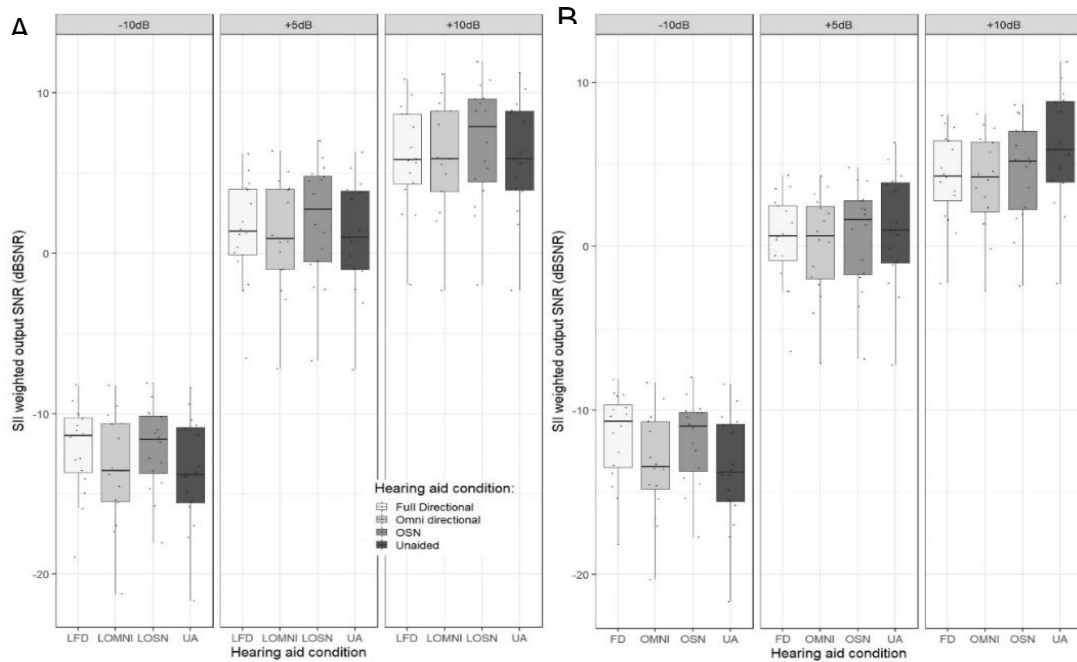 A
-10dB
+5dB
+10dB
SII weighted output SNR (dBSNR)
10
0
-10
-20
Hearing aid condition:
Full Directional
Omni directional
OSN
Unaided
LFD LOMNI LOSN UA
LFD LOMNI LOSN UA
LFD LOMNI LOSN UA
Hearing aid condition
B
-10dB
+5dB
+10dB
SII weighted output SNR (dBSNR)
10
0
-10
-20
FD OMNI OSN UA
FD OMNI OSN UA
FD OMNI OSN UA
Hearing aid condition